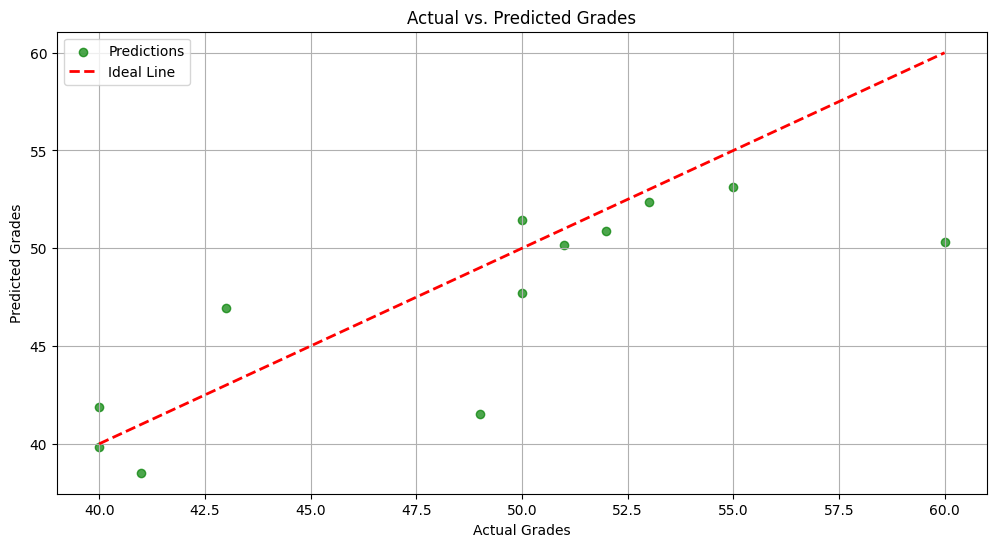 Actual vs. Predicted Grades
Predictions
Ideal Line
60
55
50
45
40
Predicted Grades
40.0
42.5
45.0
47.5
50.0
52.5
55.0
57.5
60.0
Actual Grades